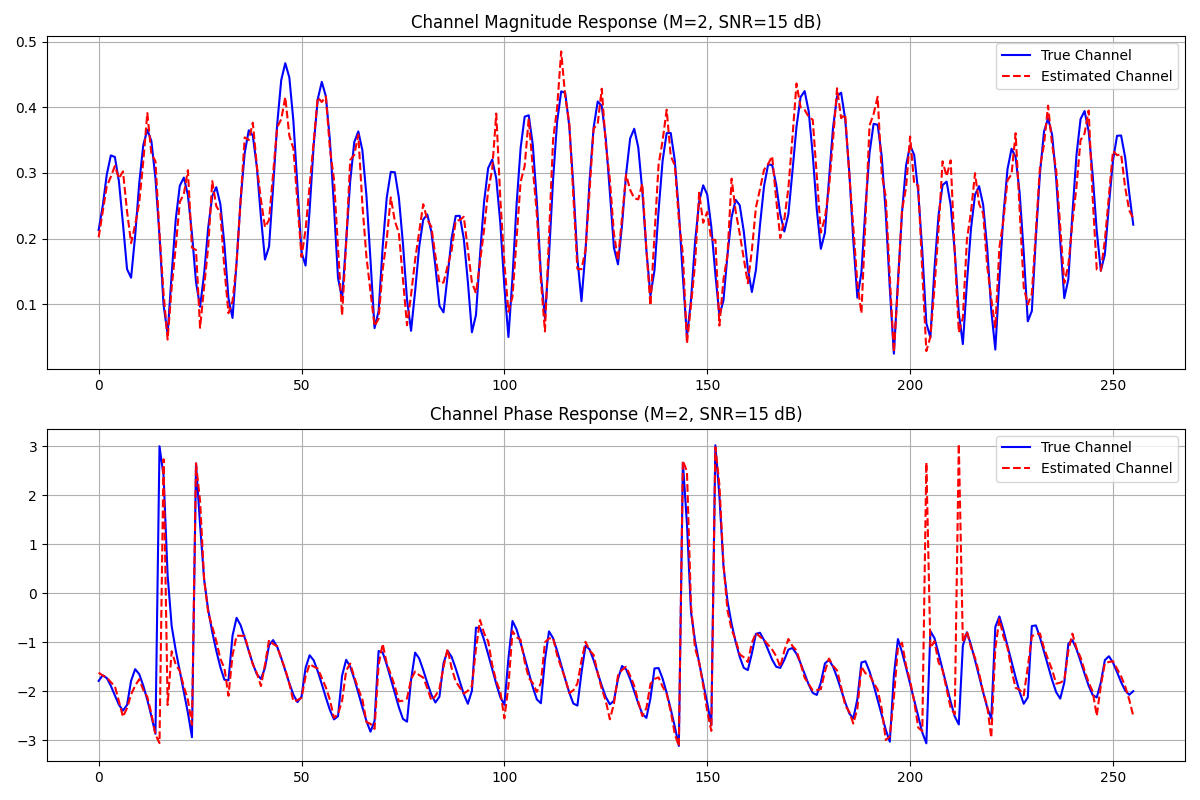 Channel Magnitude Response (M=2, SNR=15 dB)
0.5
0.4
0.3
0.2
0.1
True Channel
Estimated Channel
0 50 100 150 200 250
Channel Phase Response (M=2, SNR=15 dB)
3
2
1
0
−1
−2
−3
True Channel
Estimated Channel
0 50 100 150 200 250